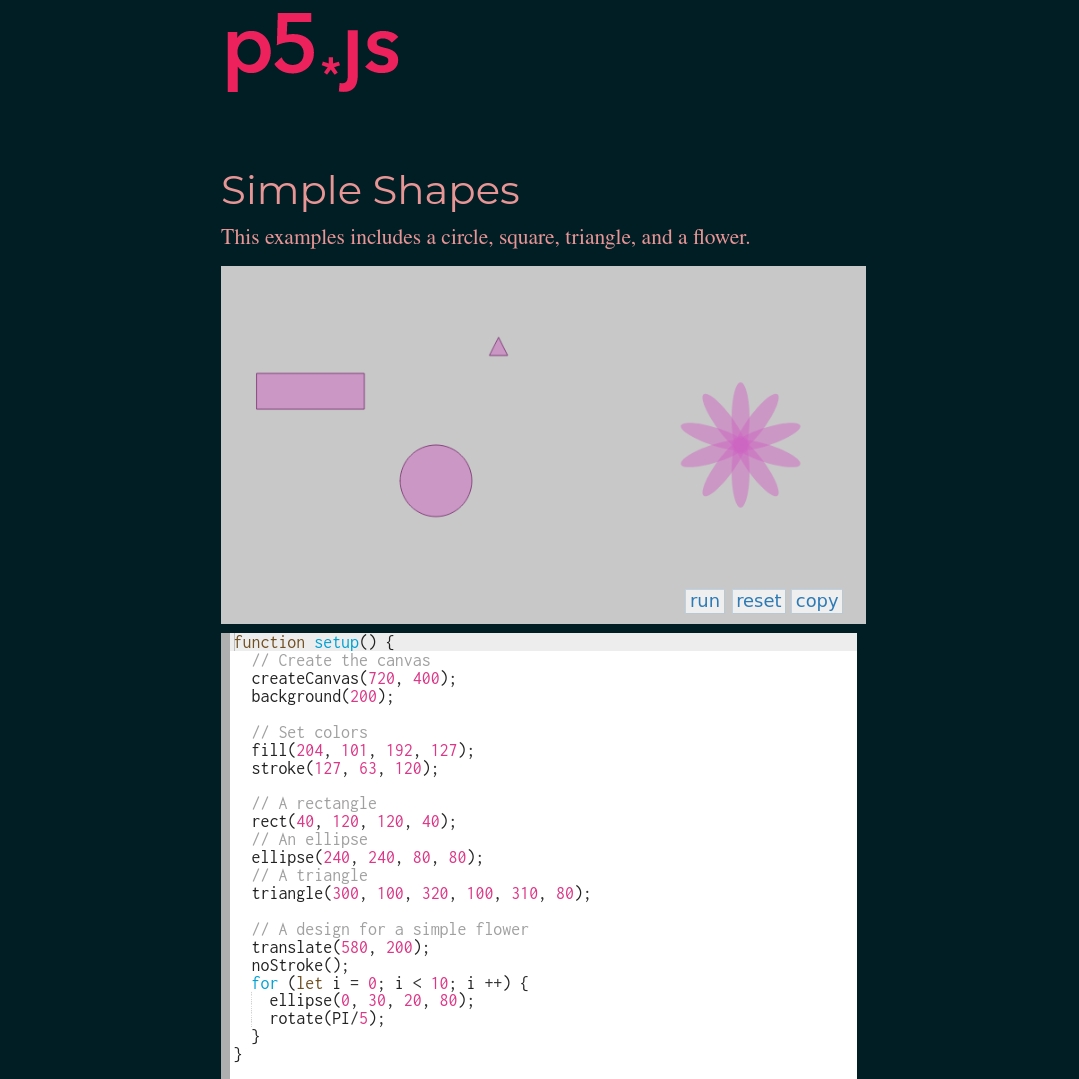 p5*js
Simple Shapes
This examples includes a circle, square, triangle, and a flower.
run reset copy
function setup() {
  // Create the canvas
  createCanvas(720, 400);
  background(200);

  // Set colors
  fill(204, 101, 192, 127);
  stroke(127, 63, 120);

  // A rectangle
  rect(40, 120, 120, 40);
  // An ellipse
  ellipse(240, 240, 80, 80);
  // A triangle
  triangle(300, 100, 320, 100, 310, 80);

  // A design for a simple flower
  translate(580, 200);
  noStroke();
  for (let i = 0; i < 10; i ++) {
    ellipse(0, 30, 20, 80);
    rotate(PI/5);
  }
}